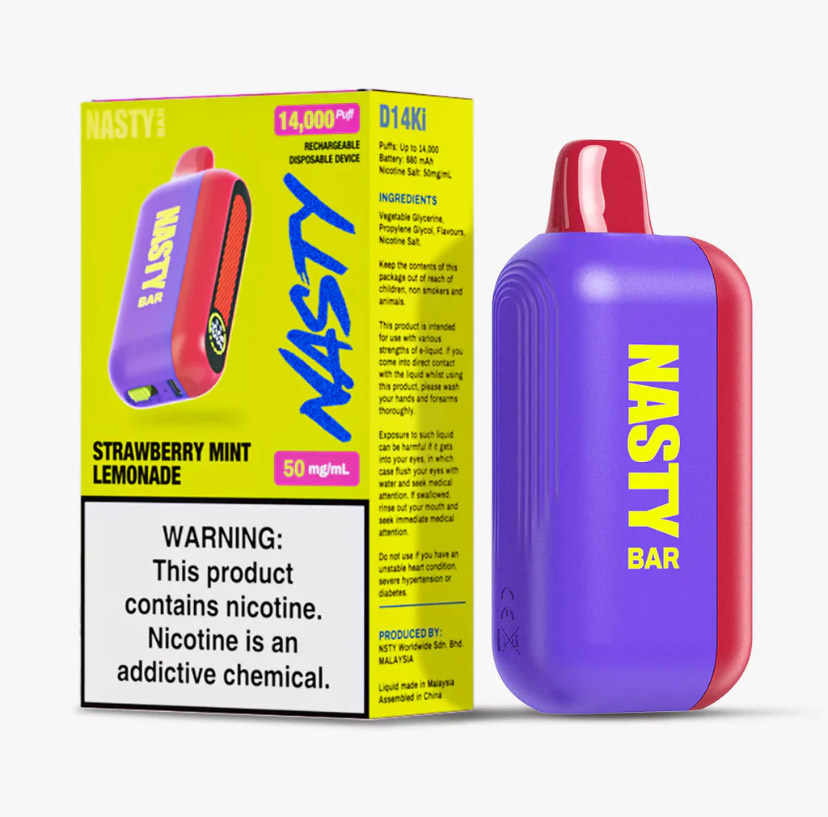 NASTY BAR
14,000 Puff
RECHARGEABLE
DISPOSABLE DEVICE
NASTY
BAR
NASTY
STRAWBERRY MINT
LEMONADE
50 mg/mL
WARNING:
This product
contains nicotine.
Nicotine is an
addictive chemical.
D14Ki
Puffs: Up to 14,000
Battery: 680 mAh
Nicotine Salt: 50mg/mL
INGREDIENTS
Vegetable Glycerine,
Propylene Glycol, Flavours,
Nicotine Salt.
Keep the contents of this
package out of reach of
children, non smokers and
animals.
This product is intended
for use with various
strengths of e-liquid. If you
come into direct contact
with the liquid whilst using
this product, please wash
your hands and forearms
thoroughly.
Exposure to such liquid
can be harmful if it gets
into your eyes, in which
case flush your eyes with
water and seek medical
attention. If swallowed,
rinse out your mouth and
seek immediate medical
attention.
Do not use if you have an
unstable heart condition,
severe hypertension or
diabetes.
PRODUCED BY:
NSTY Worldwide Sdn. Bhd.
MALAYSIA
Liquid made in Malaysia
Assembled in China
NASTY
BAR
CE